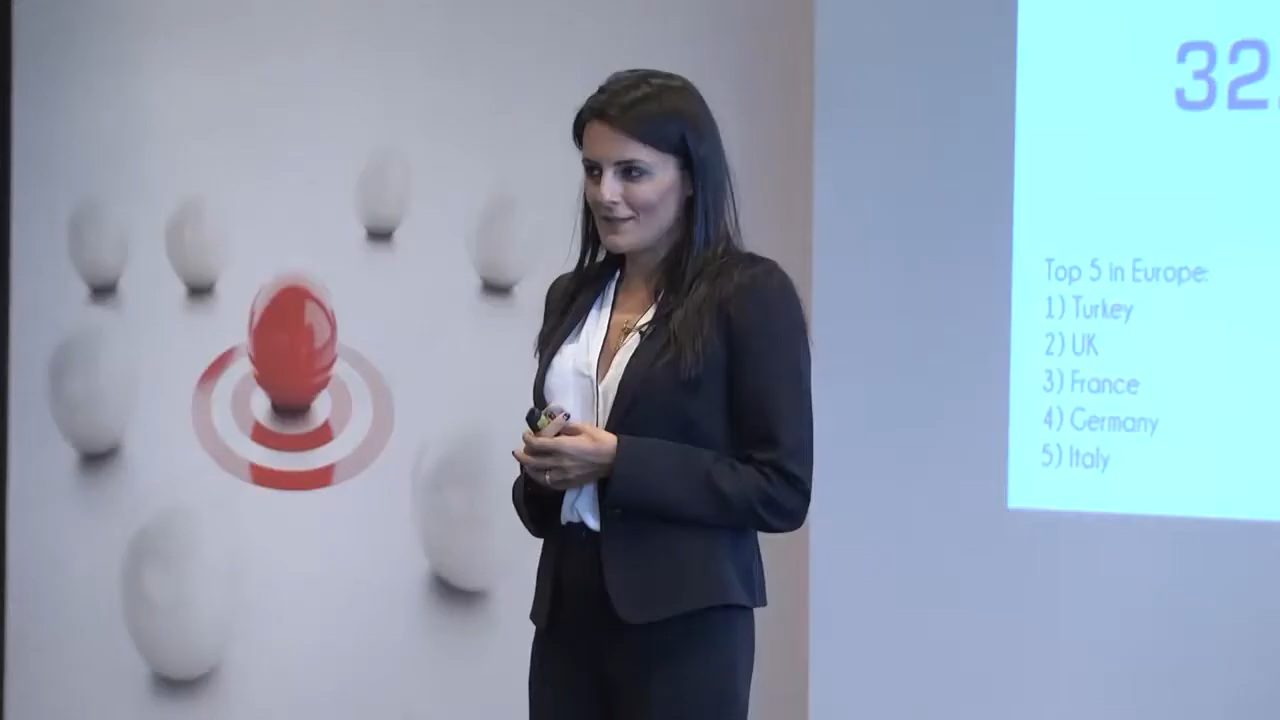 32.
Top 5 in Europe:
1) Turkey
2) UK
3) France
4) Germany
5) Italy